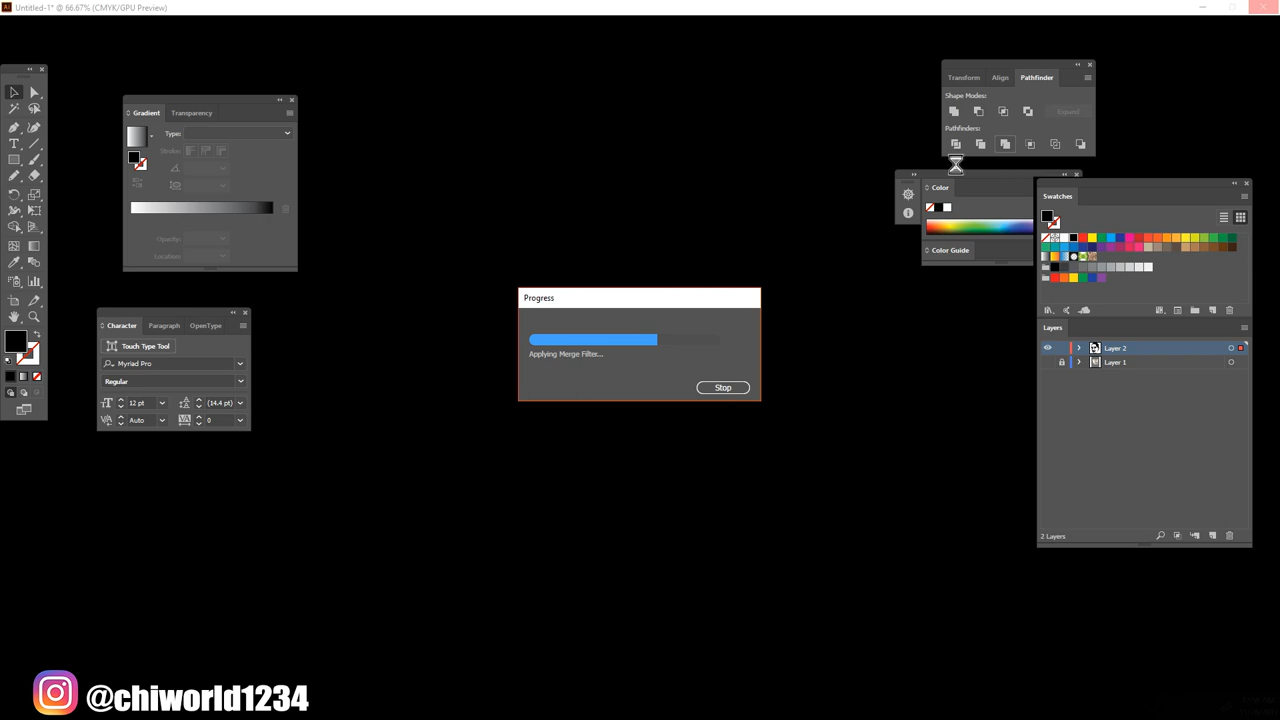 Untitled-1* @ 66.67% (CMYK/GPU Preview)
Gradient
Transparency
Type:
Stroke:
Opacity:
Location:
Character
Paragraph
OpenType
Touch Type Tool
Myriad Pro
Regular
12 pt
(14.4 pt)
Auto
0
Progress
Applying Merge Filter...
Stop
Transform
Align
Pathfinder
Shape Modes:
Expand
Pathfinders:
Color
Color Guide
Swatches
Layers
Layer 2
Layer 1
2 Layers
@chiworld1234